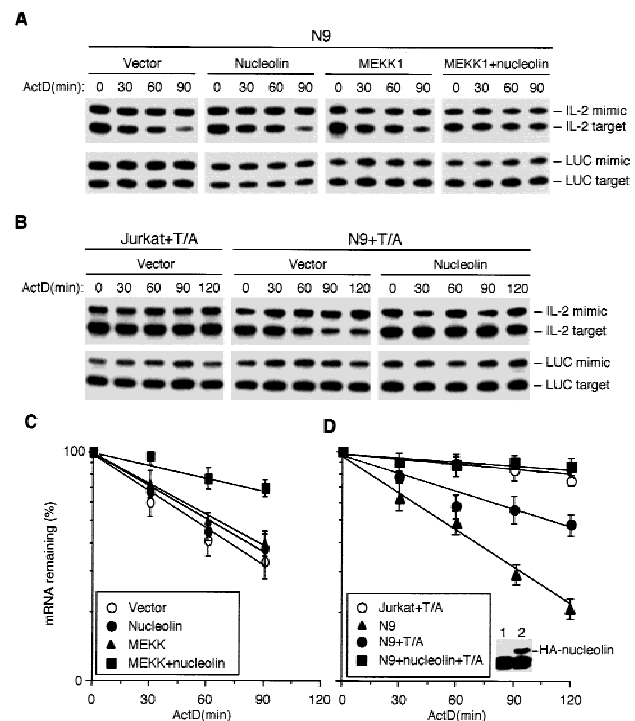 A
N9
Vector Nucleolin MEKK1 MEKK1+nucleolin
ActD(min): 0 30 60 90 0 30 60 90 0 30 60 90 0 30 60 90
IL-2 mimic
IL-2 target
LUC mimic
LUC target
B
Jurkat+T/A N9+T/A
Vector Vector Nucleolin
ActD(min): 0 30 60 90 120 0 30 60 90 120 0 30 60 90 120
IL-2 mimic
IL-2 target
LUC mimic
LUC target
C D
100
mRNA remaining (%)
Vector
Nucleolin
MEKK
MEKK+nucleolin
0
0 30 60 90 120
ActD(min)
Jurkat+T/A
N9
N9+T/A
N9+nucleolin+T/A
1 2
HA-nucleolin
0 30 60 90 120
ActD(min)